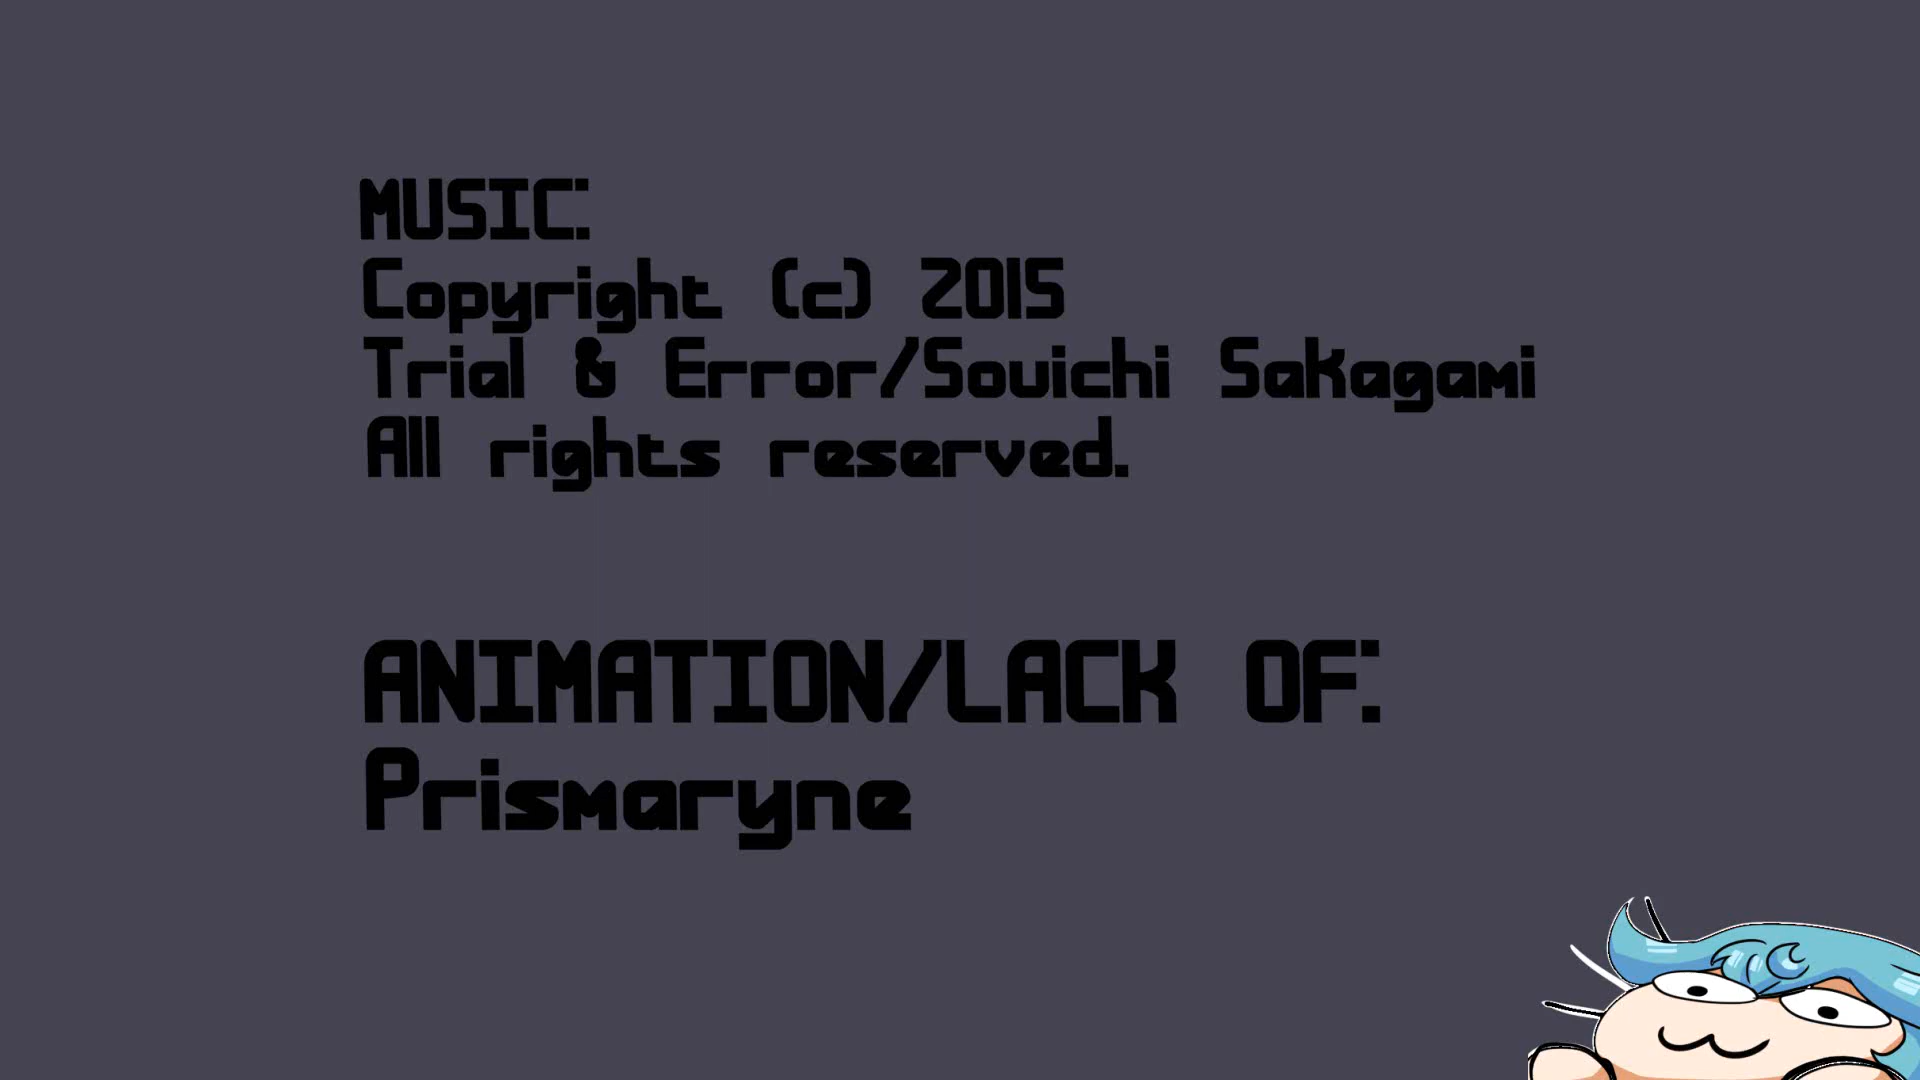 MUSIC:
Copyright (c) 2015
Trial & Error/Souichi Sakagami
All rights reserved.
ANIMATION/LACK OF:
Prismaryne